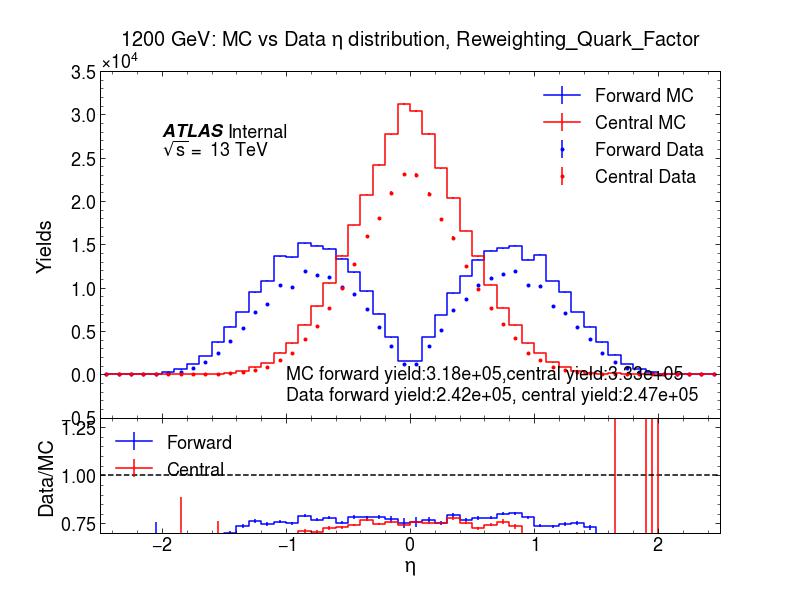 1200 GeV: MC vs Data η distribution, Reweighting_Quark_Factor
×10⁴
3.5
3.0
2.5
2.0
1.5
1.0
0.5
0.0
0.5
Yields
ATLAS Internal
√s = 13 TeV
Forward MC
Central MC
Forward Data
Central Data
MC forward yield:3.18e+05,central yield:3.33e+05
Data forward yield:2.42e+05, central yield:2.47e+05
1.25
1.00
0.75
Data/MC
Forward
Central
−2 −1 0 1 2
η